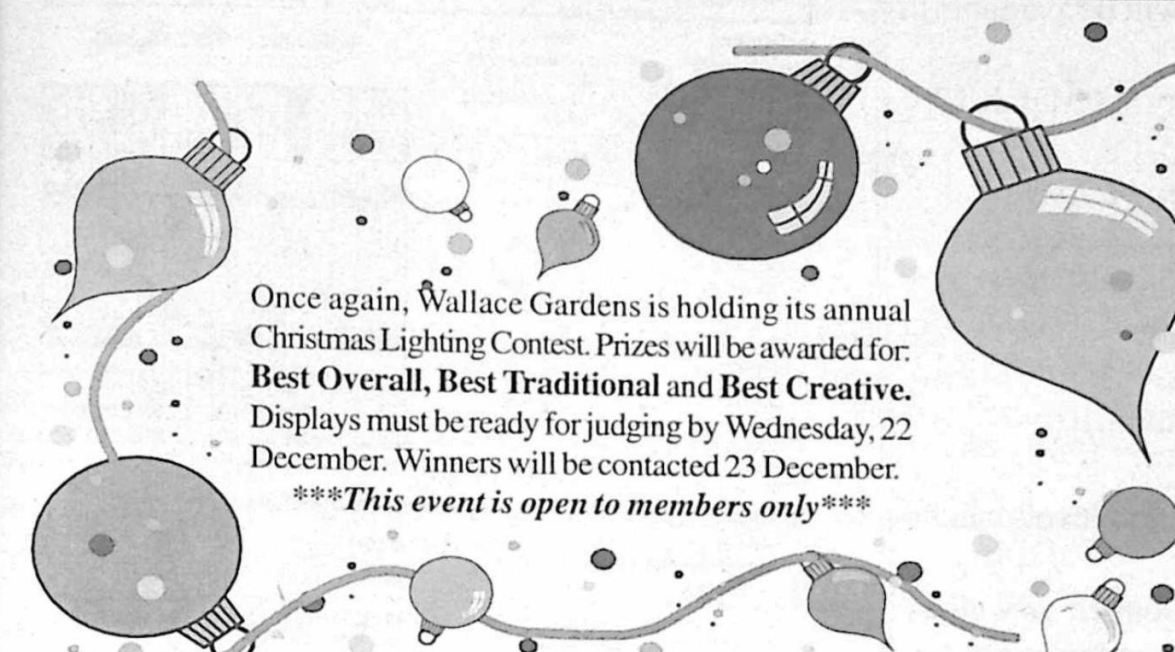 Once again, Wallace Gardens is holding its annual
Christmas Lighting Contest. Prizes will be awarded for:
Best Overall, Best Traditional and Best Creative.
Displays must be ready for judging by Wednesday, 22
December. Winners will be contacted 23 December.
***This event is open to members only***